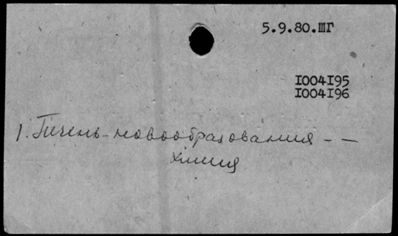 5.9.80.ШГ
I004I95
I004I96
1. Печень-новообразования --
химия